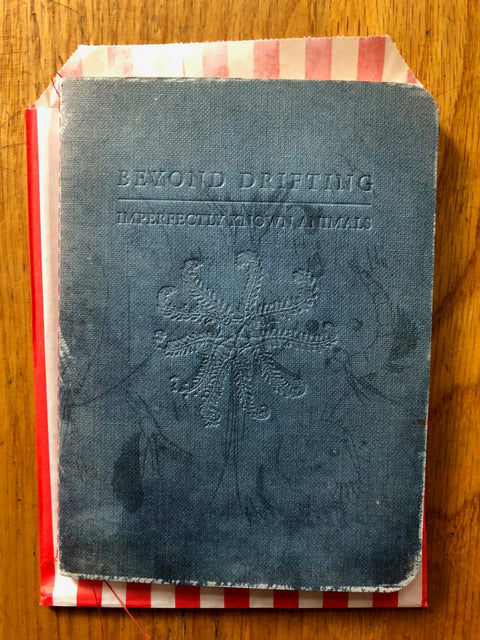 BEYOND DRIFTING
IMPERFECTLY KNOWN ANIMALS